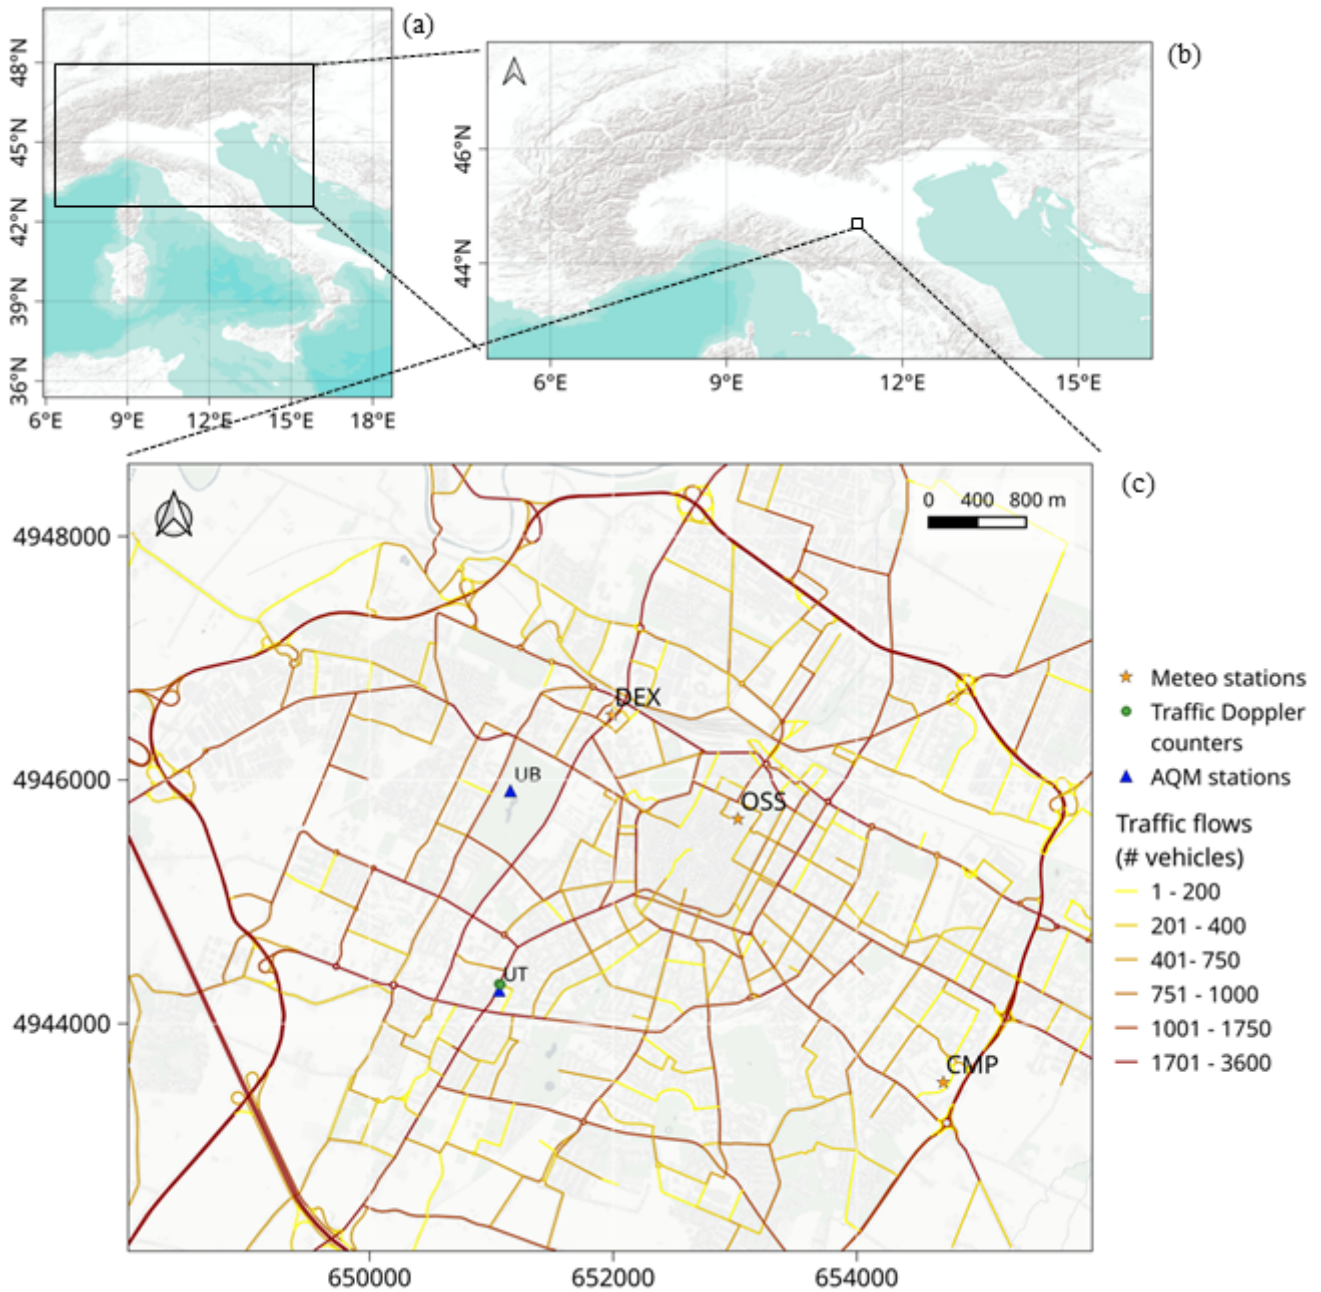 (a)
48°N
45°N
42°N
39°N
36°N
6°E 9°E 12°E 15°E 18°E
(b)
46°N
44°N
6°E 9°E 12°E 15°E
(c)
0 400 800 m
4948000
4946000
4944000
650000 652000 654000
DEX
UB
OSS
UT
CMP
Meteo stations
Traffic Doppler
counters
AQM stations
Traffic flows
(# vehicles)
1 - 200
201 - 400
401- 750
751 - 1000
1001 - 1750
1701 - 3600